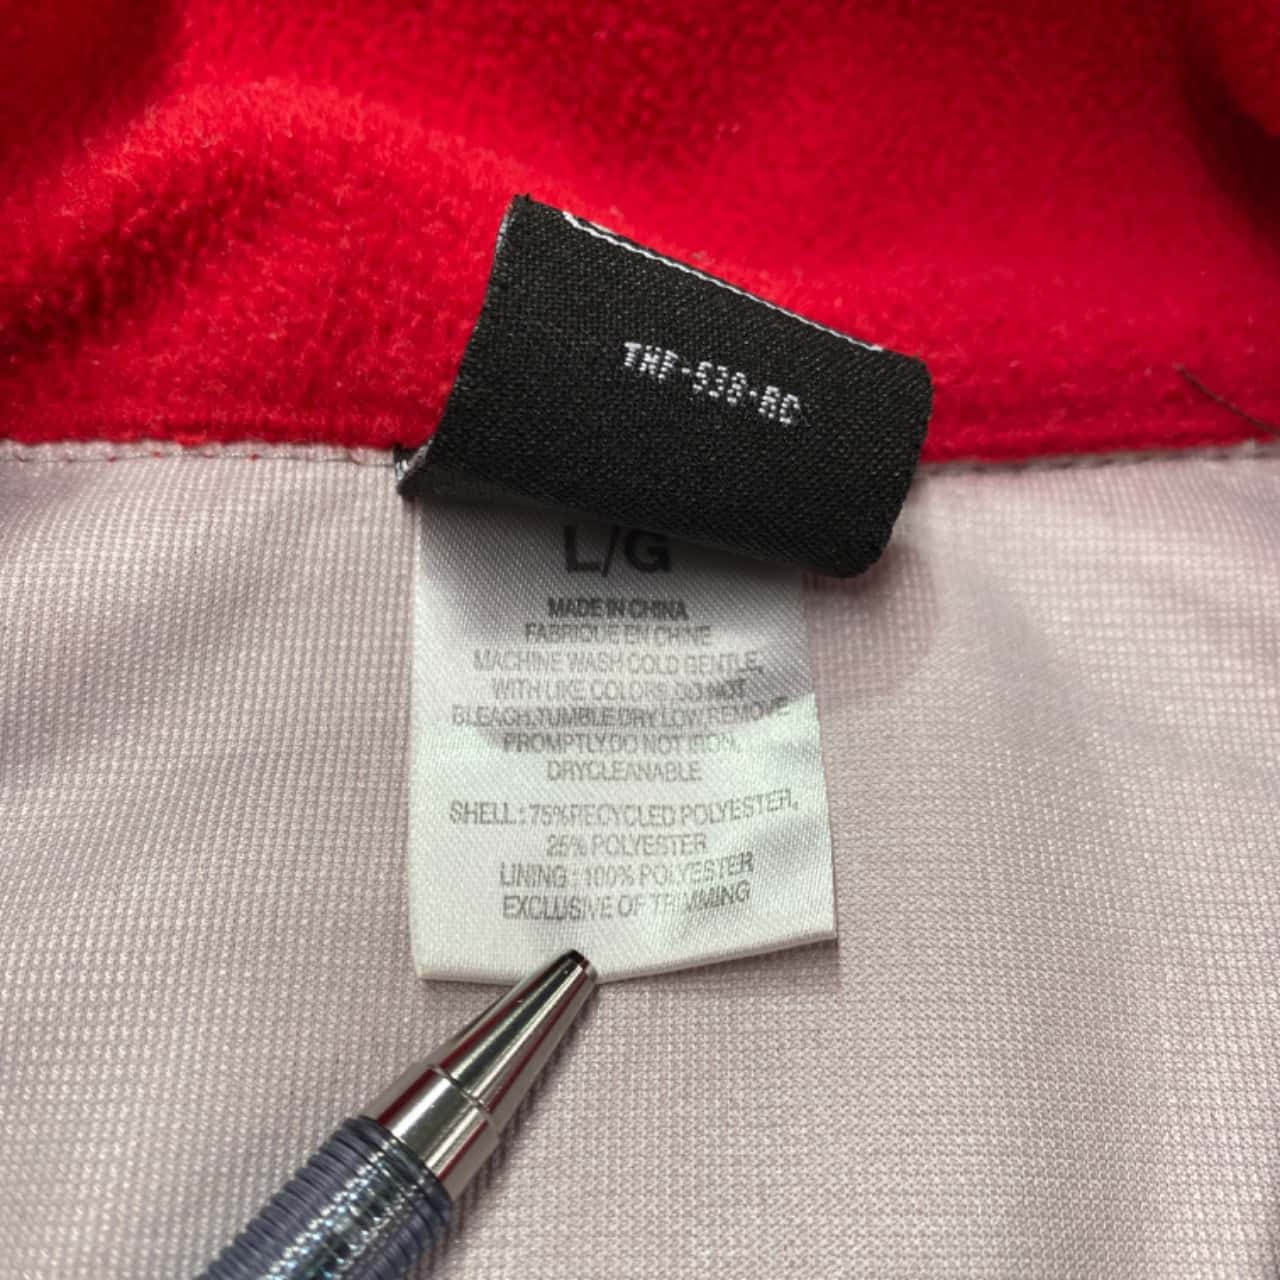 TNF-538-RC
L/G
MADE IN CHINA
FABRIQUE EN CHINE
MACHINE WASH COLD GENTLE,
WITH LIKE COLORS,DO NOT
BLEACH,TUMBLE DRY LOW,REMOVE
PROMPTLY.DO NOT IRON,
DRYCLEANABLE
SHELL : 75%RECYCLED POLYESTER,
25% POLYESTER
LINING : 100% POLYESTER
EXCLUSIVE OF TRIMMING